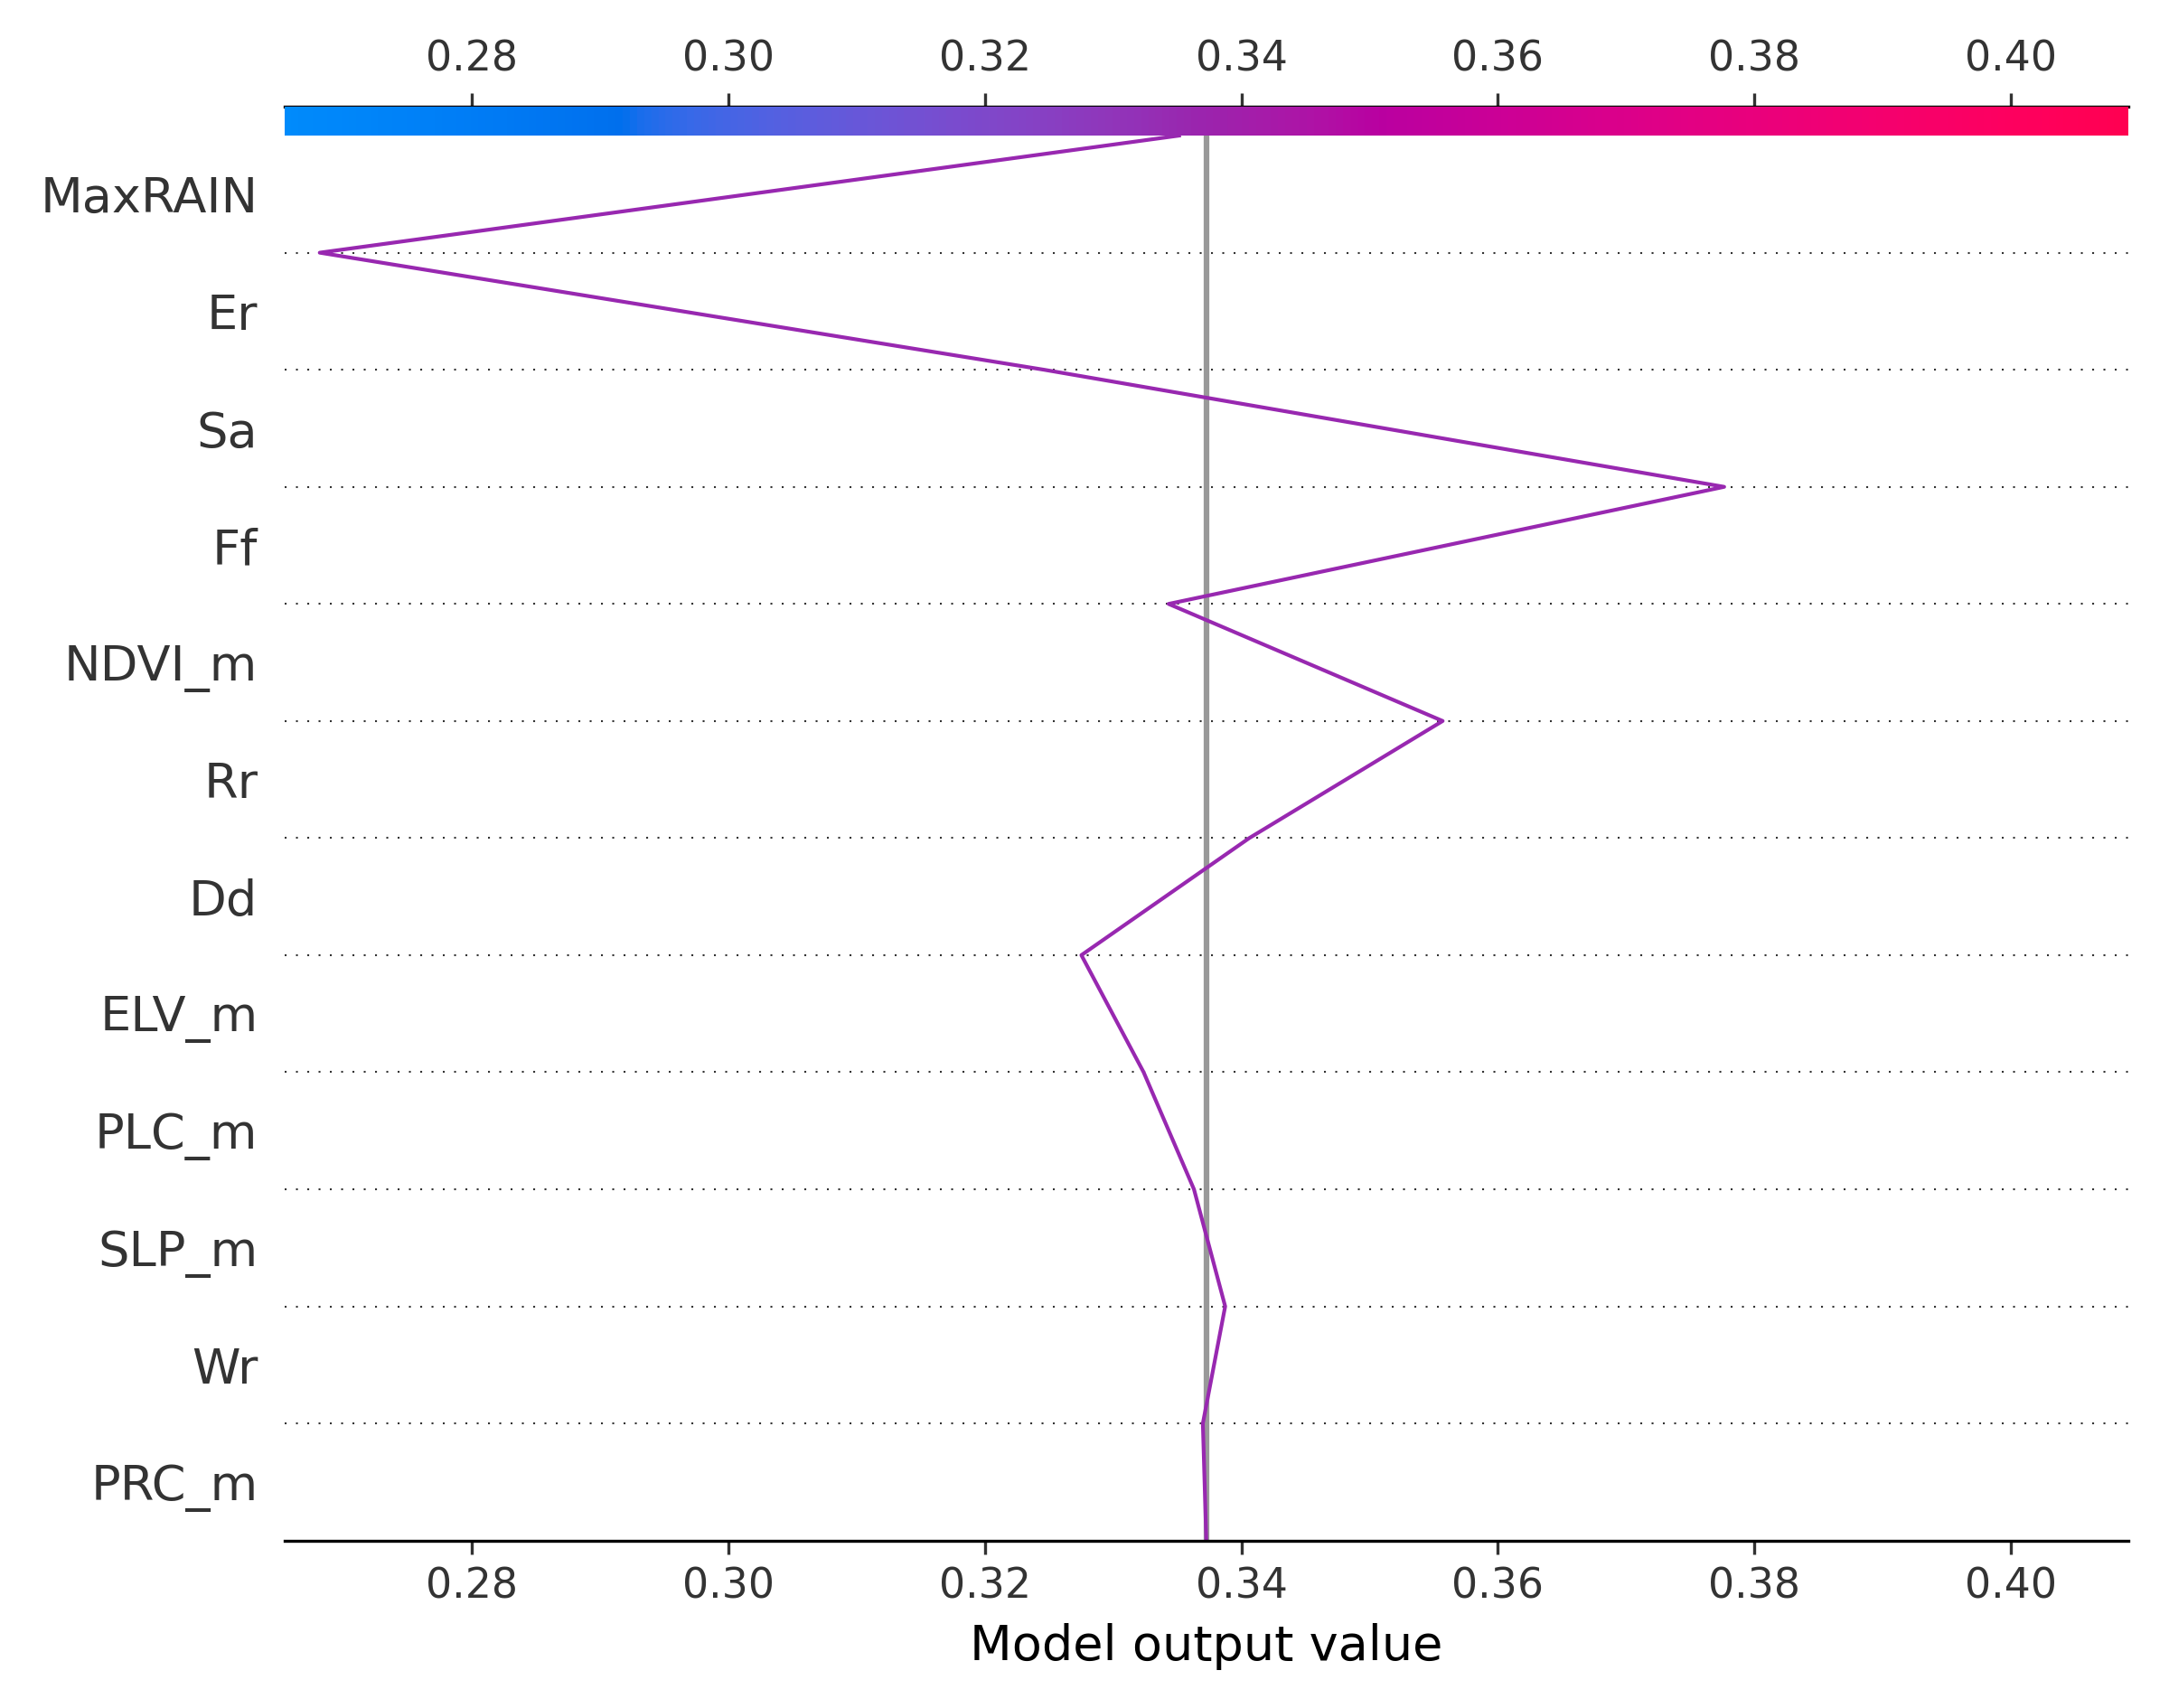 0.28 0.30 0.32 0.34 0.36 0.38 0.40
MaxRAIN
Er
Sa
Ff
NDVI_m
Rr
Dd
ELV_m
PLC_m
SLP_m
Wr
PRC_m
0.28 0.30 0.32 0.34 0.36 0.38 0.40
Model output value